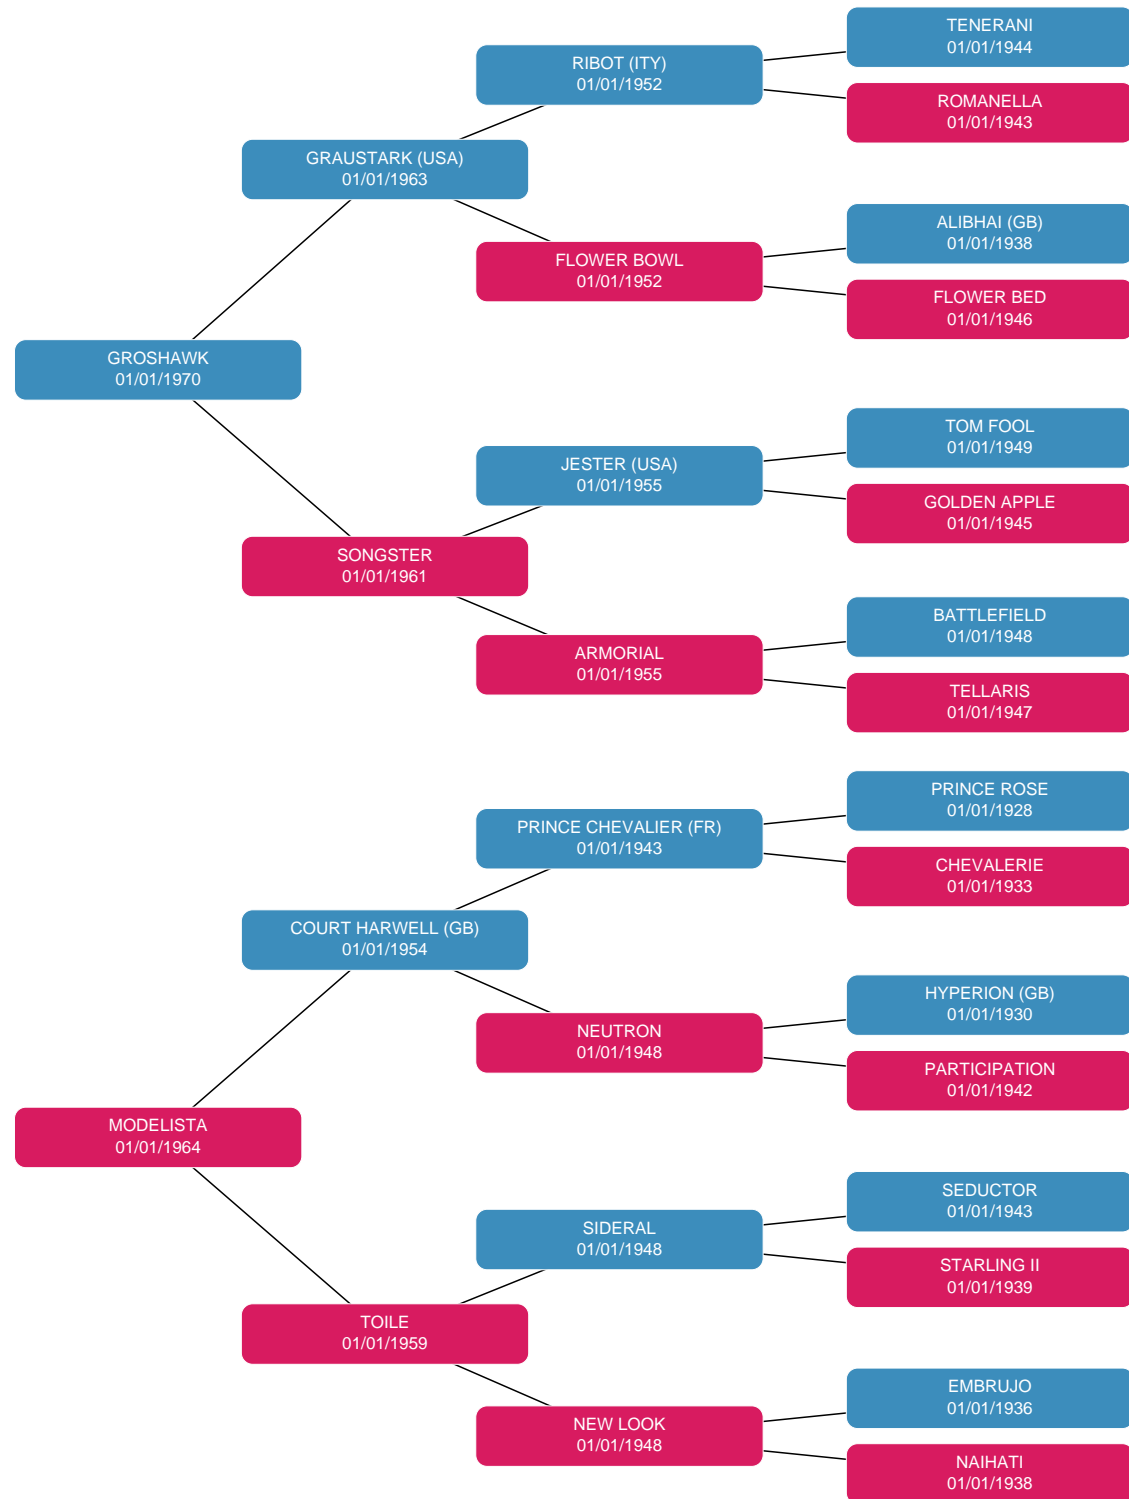 TENERANI
01/01/1944
RIBOT (ITY)
01/01/1952
ROMANELLA
01/01/1943
GRAUSTARK (USA)
01/01/1963
ALIBHAI (GB)
01/01/1938
FLOWER BOWL
01/01/1952
FLOWER BED
01/01/1946
GROSHAWK
01/01/1970
TOM FOOL
01/01/1949
JESTER (USA)
01/01/1955
GOLDEN APPLE
01/01/1945
SONGSTER
01/01/1961
BATTLEFIELD
01/01/1948
ARMORIAL
01/01/1955
TELLARIS
01/01/1947
PRINCE ROSE
01/01/1928
PRINCE CHEVALIER (FR)
01/01/1943
CHEVALERIE
01/01/1933
COURT HARWELL (GB)
01/01/1954
HYPERION (GB)
01/01/1930
NEUTRON
01/01/1948
PARTICIPATION
01/01/1942
MODELISTA
01/01/1964
SEDUCTOR
01/01/1943
SIDERAL
01/01/1948
STARLING II
01/01/1939
TOILE
01/01/1959
EMBRUJO
01/01/1936
NEW LOOK
01/01/1948
NAIHATI
01/01/1938